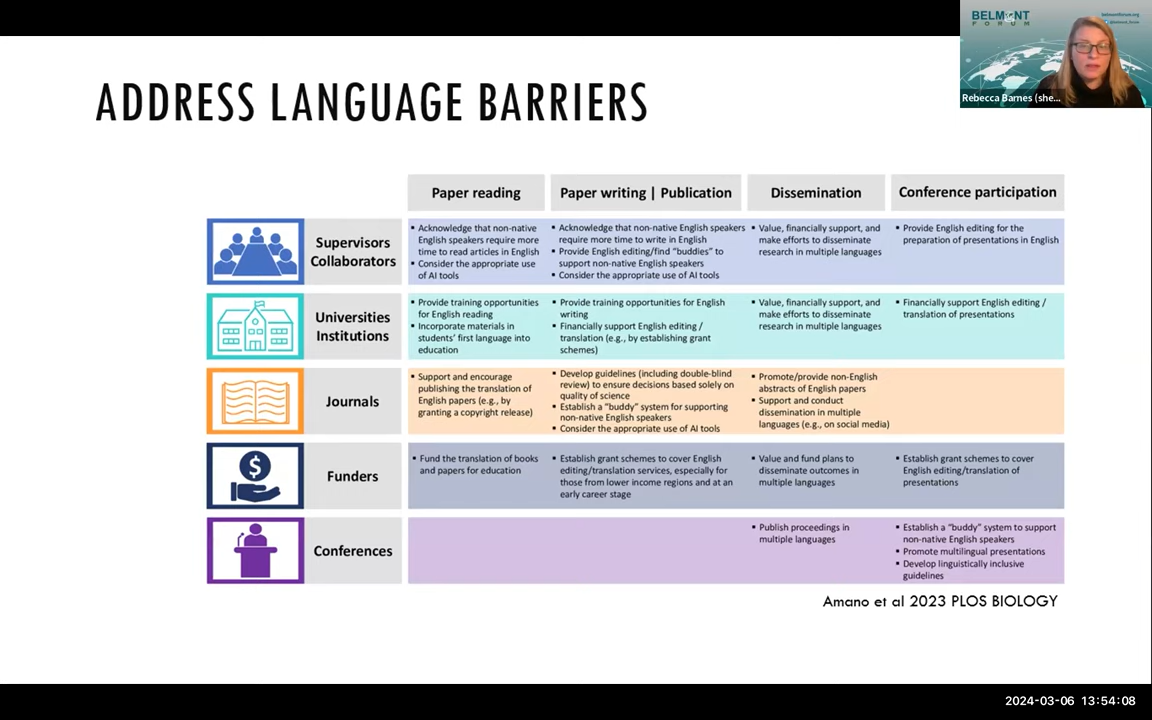 BELMONT
FORUM
belmontforum.org
@belmont_forum
Rebecca Barnes (she...
ADDRESS LANGUAGE BARRIERS
Paper reading
Paper writing | Publication
Dissemination
Conference participation
Supervisors
Collaborators
▪ Acknowledge that non-native
English speakers require more
time to read articles in English
▪ Consider the appropriate use
of AI tools
▪ Acknowledge that non-native English speakers
require more time to write in English
▪ Provide English editing/find “buddies” to
support non-native English speakers
▪ Consider the appropriate use of AI tools
▪ Value, financially support, and
make efforts to disseminate
research in multiple languages
▪ Provide English editing for the
preparation of presentations in English
Universities
Institutions
▪ Provide training opportunities
for English reading
▪ Incorporate materials in
students’ first language into
education
▪ Provide training opportunities for English
writing
▪ Financially support English editing /
translation (e.g., by establishing grant
schemes)
▪ Value, financially support, and
make efforts to disseminate
research in multiple languages
▪ Financially support English editing /
translation of presentations
Journals
▪ Support and encourage
publishing the translation of
English papers (e.g., by
granting a copyright release)
▪ Develop guidelines (including double-blind
review) to ensure decisions based solely on
quality of science
▪ Establish a “buddy” system for supporting
non-native English speakers
▪ Consider the appropriate use of AI tools
▪ Promote/provide non-English
abstracts of English papers
▪ Support and conduct
dissemination in multiple
languages (e.g., on social media)
Funders
▪ Fund the translation of books
and papers for education
▪ Establish grant schemes to cover English
editing/translation services, especially for
those from lower income regions and at an
early career stage
▪ Value and fund plans to
disseminate outcomes in
multiple languages
▪ Establish grant schemes to cover
English editing/translation of
presentations
Conferences
▪ Publish proceedings in
multiple languages
▪ Establish a “buddy” system to support
non-native English speakers
▪ Promote multilingual presentations
▪ Develop linguistically inclusive
guidelines
Amano et al 2023 PLOS BIOLOGY
2024-03-06 13:54:08